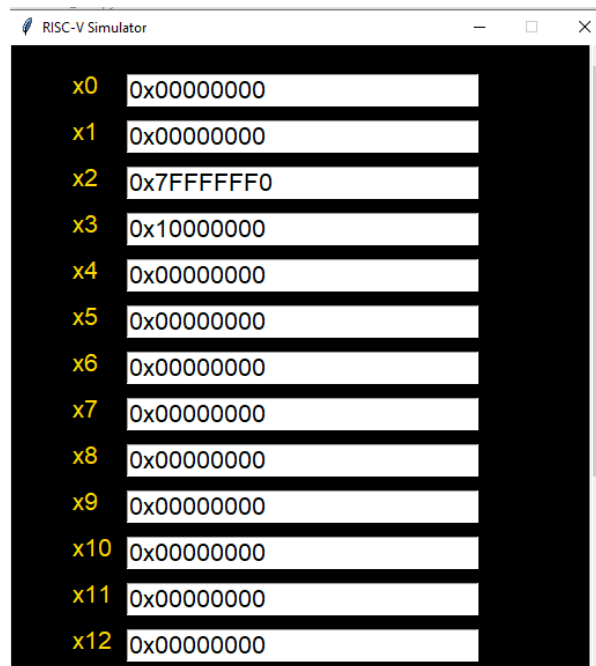 RISC-V Simulator
x0 0x00000000
x1 0x00000000
x2 0x7FFFFFF0
x3 0x10000000
x4 0x00000000
x5 0x00000000
x6 0x00000000
x7 0x00000000
x8 0x00000000
x9 0x00000000
x10 0x00000000
x11 0x00000000
x12 0x00000000